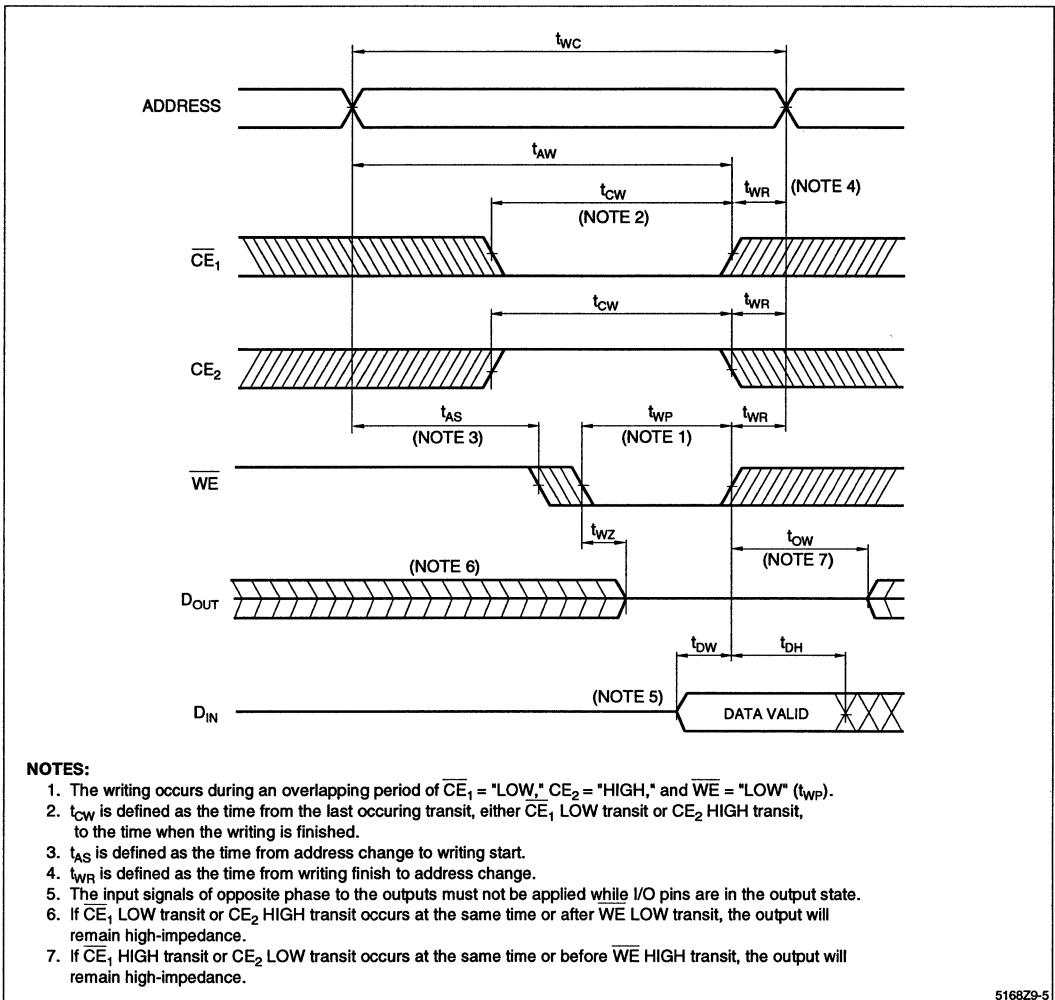 tWC
ADDRESS
tAW
tCW
tWR
(NOTE 4)
(NOTE 2)
CE̅1
tCW
tWR
CE2
tAS
tWP
tWR
(NOTE 3)
(NOTE 1)
W̅E̅
tWZ
tOW
(NOTE 6)
(NOTE 7)
DOUT
tDW
tDH
(NOTE 5)
DIN
DATA VALID
NOTES:
1. The writing occurs during an overlapping period of C̅E̅1 = "LOW," CE2 = "HIGH," and W̅E̅ = "LOW" (tWP).
2. tCW is defined as the time from the last occuring transit, either C̅E̅1 LOW transit or CE2 HIGH transit,
to the time when the writing is finished.
3. tAS is defined as the time from address change to writing start.
4. tWR is defined as the time from writing finish to address change.
5. The input signals of opposite phase to the outputs must not be applied while I/O pins are in the output state.
6. If C̅E̅1 LOW transit or CE2 HIGH transit occurs at the same time or after W̅E̅ LOW transit, the output will
remain high-impedance.
7. If C̅E̅1 HIGH transit or CE2 LOW transit occurs at the same time or before W̅E̅ HIGH transit, the output will
remain high-impedance.
5168Z9-5